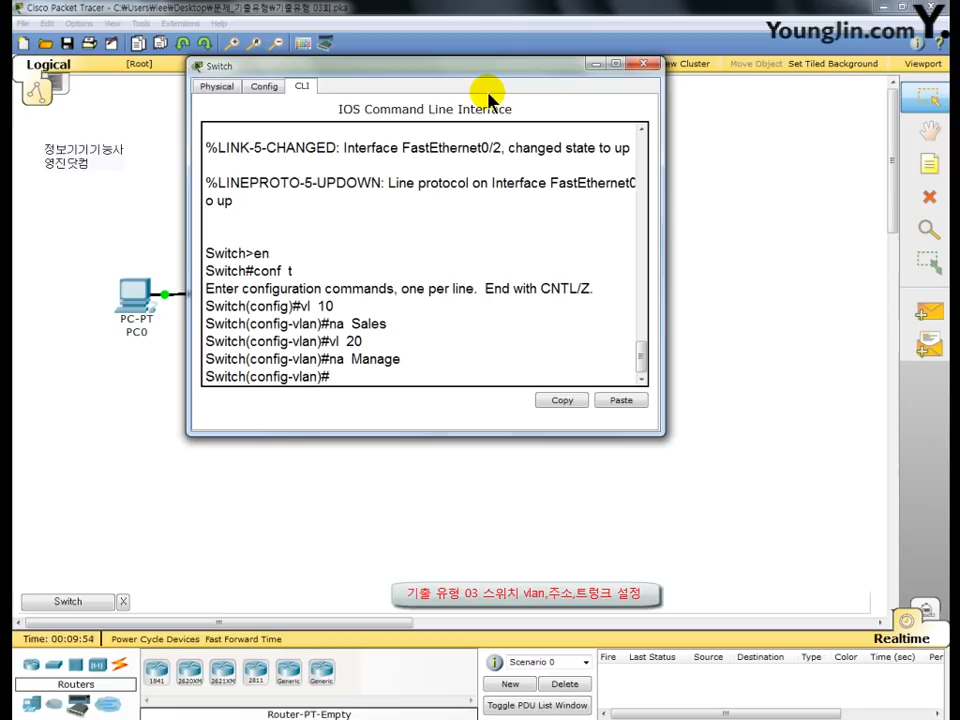 Cisco Packet Tracer - C:\Users\lee\Desktop\문제_기출유형\기출유형 03회.pka
File Edit Options View Tools Extensions Help
YoungJin.com Y.
Logical
[Root]
New Cluster
Move Object
Set Tiled Background
Viewport
Switch
Physical
Config
CLI
IOS Command Line Interface
%LINK-5-CHANGED: Interface FastEthernet0/2, changed state to up
%LINEPROTO-5-UPDOWN: Line protocol on Interface FastEthernet0
o up
Switch>en
Switch#conf t
Enter configuration commands, one per line. End with CNTL/Z.
Switch(config)#vl 10
Switch(config-vlan)#na Sales
Switch(config-vlan)#vl 20
Switch(config-vlan)#na Manage
Switch(config-vlan)#
Copy
Paste
정보기기기능사
영진닷컴
PC-PT
PC0
기출 유형 03 스위치 vlan,주소,트렁크 설정
Switch
X
Time: 00:09:54
Power Cycle Devices Fast Forward Time
Realtime
Routers
1841
2620XM
2621XM
2811
Generic
Generic
Router-PT-Empty
Scenario 0
New
Delete
Toggle PDU List Window
Fire
Last Status
Source
Destination
Type
Color
Time (sec)
Per